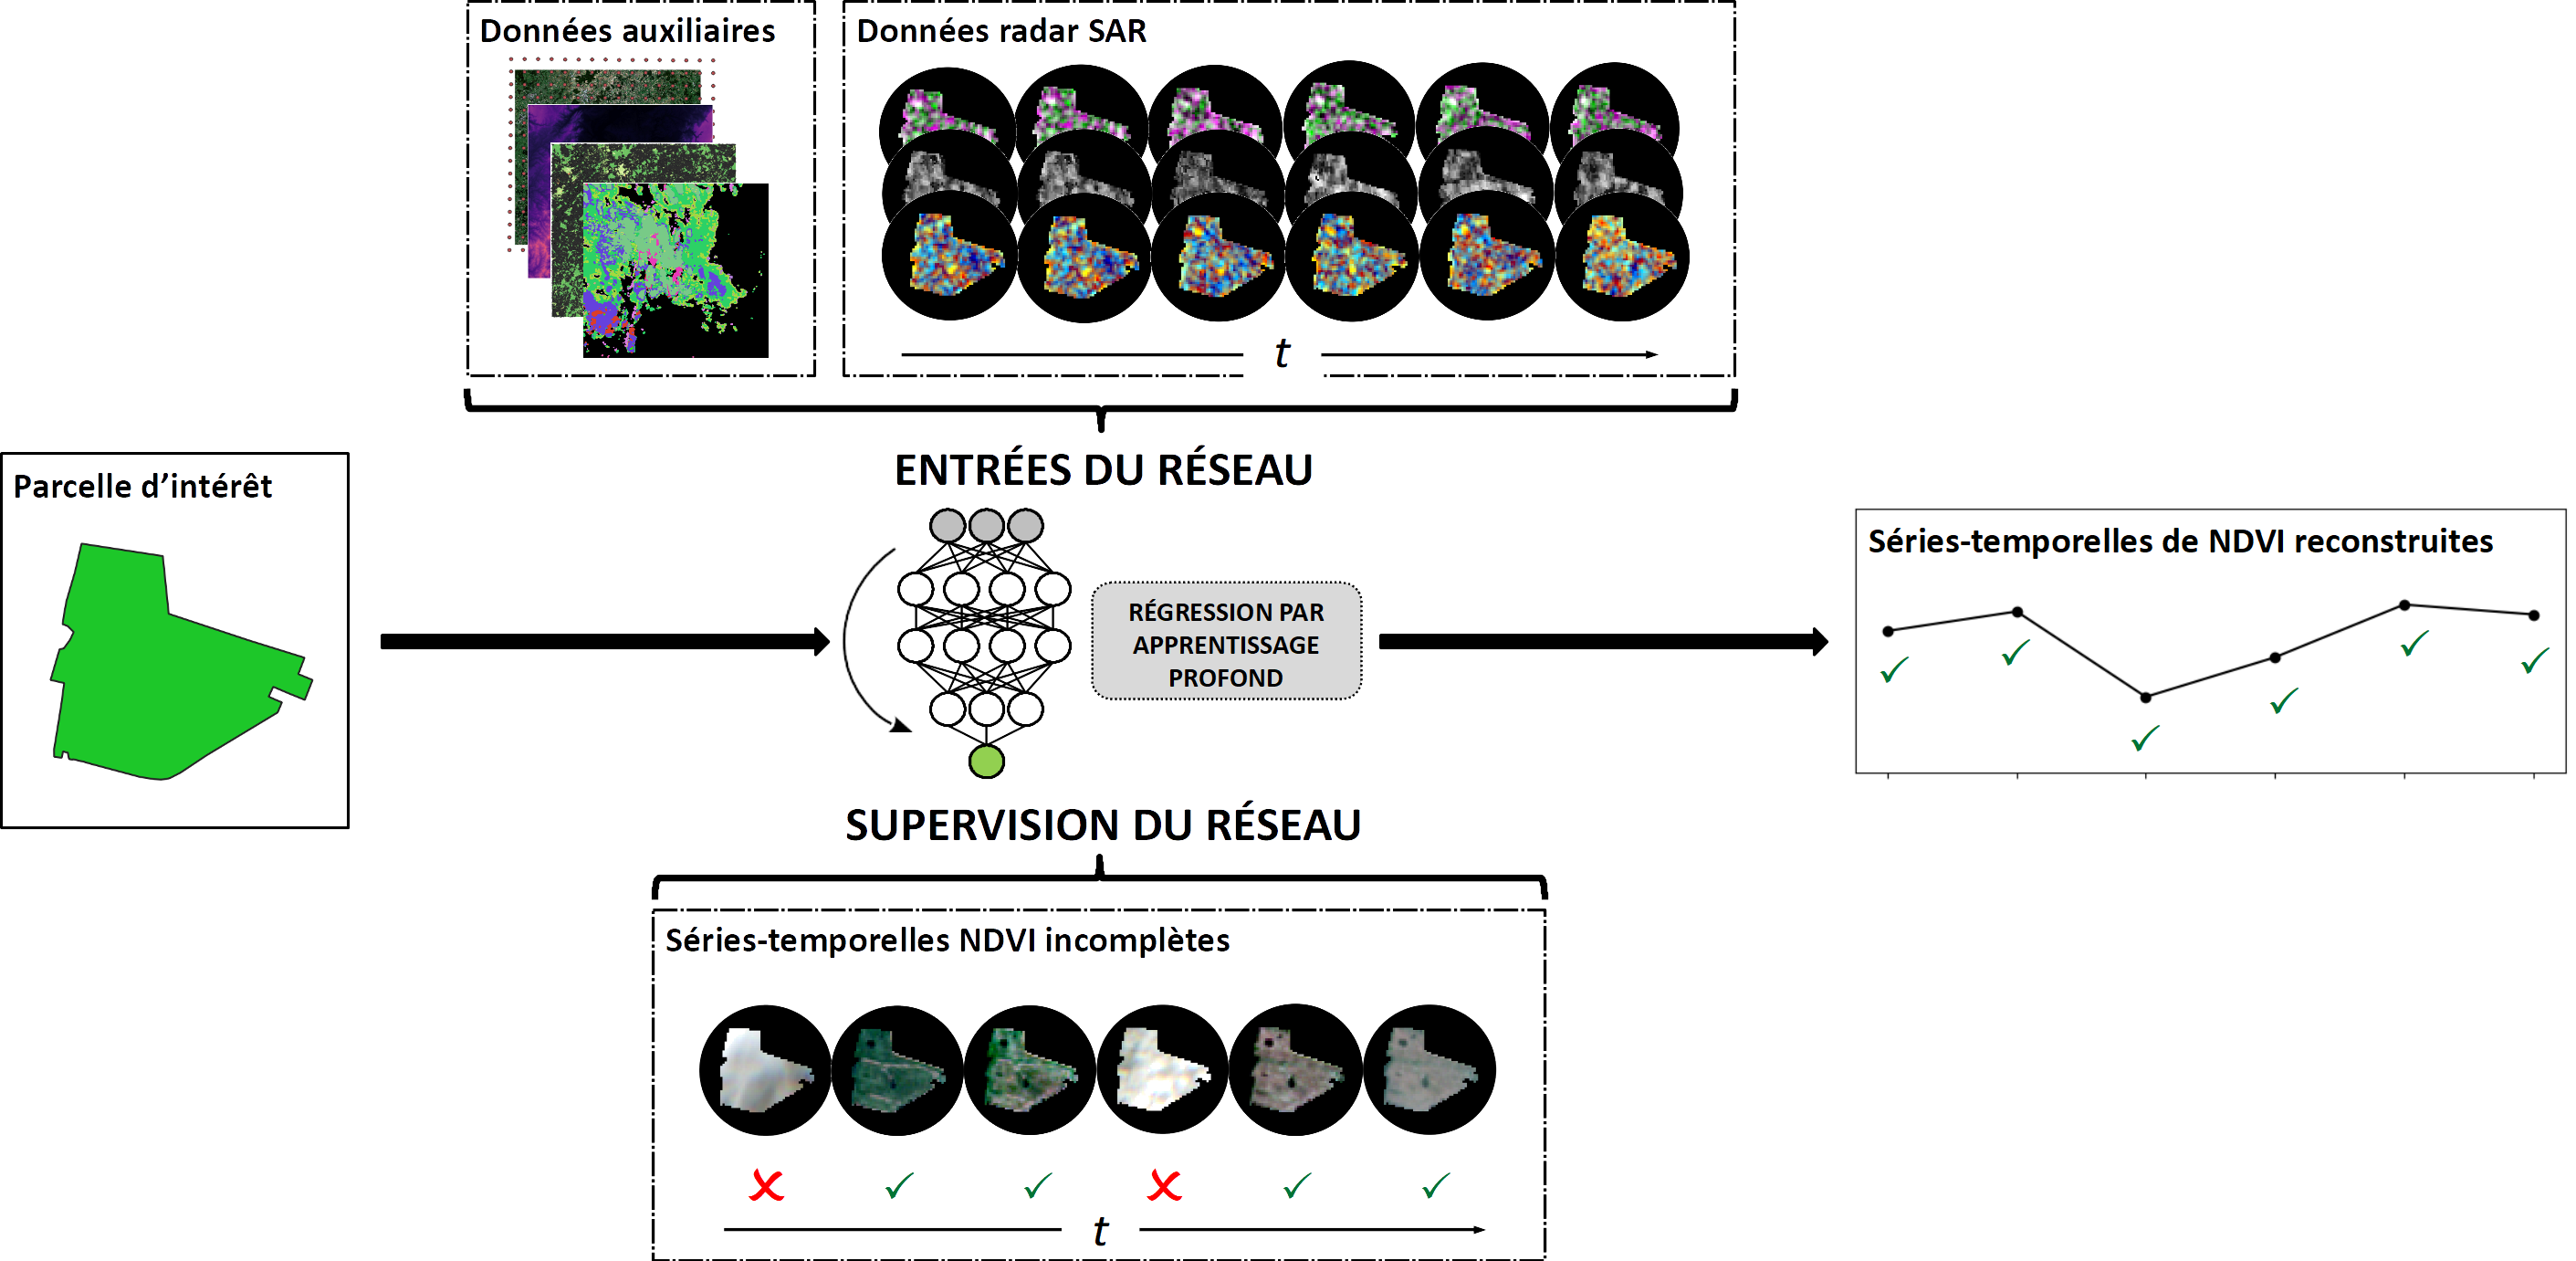 Données auxiliaires
Données radar SAR
t
ENTRÉES DU RÉSEAU
Parcelle d’intérêt
RÉGRESSION PAR
APPRENTISSAGE
PROFOND
Séries-temporelles de NDVI reconstruites
SUPERVISION DU RÉSEAU
Séries-temporelles NDVI incomplètes
t